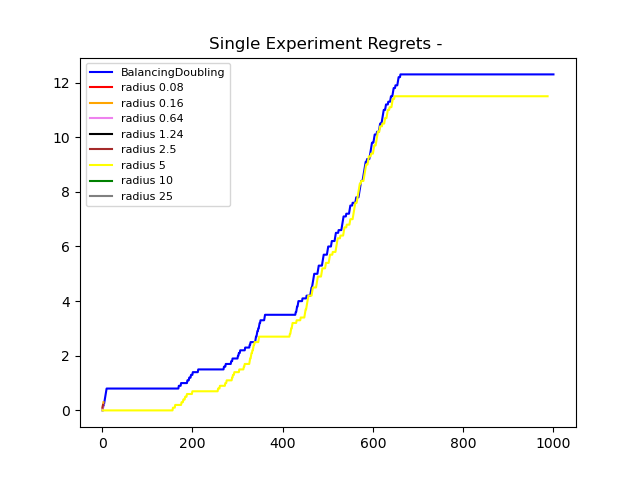 Single Experiment Regrets -
BalancingDoubling
radius 0.08
radius 0.16
radius 0.64
radius 1.24
radius 2.5
radius 5
radius 10
radius 25
12
10
8
6
4
2
0
0 200 400 600 800 1000